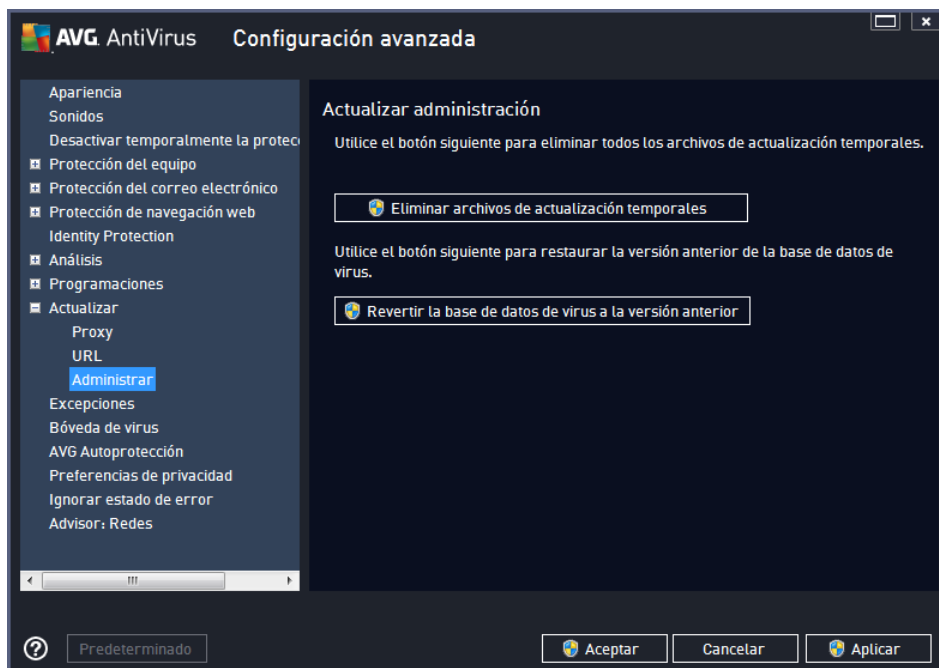 AVG. AntiVirus Configuración avanzada
Apariencia
Sonidos
Desactivar temporalmente la protec
Protección del equipo
Protección del correo electrónico
Protección de navegación web
Identity Protection
Análisis
Programaciones
Actualizar
Proxy
URL
Administrar
Excepciones
Bóveda de virus
AVG Autoprotección
Preferencias de privacidad
Ignorar estado de error
Advisor: Redes
Actualizar administración
Utilice el botón siguiente para eliminar todos los archivos de actualización temporales.
Eliminar archivos de actualización temporales
Utilice el botón siguiente para restaurar la versión anterior de la base de datos de
virus.
Revertir la base de datos de virus a la versión anterior
? Predeterminado Aceptar Cancelar Aplicar